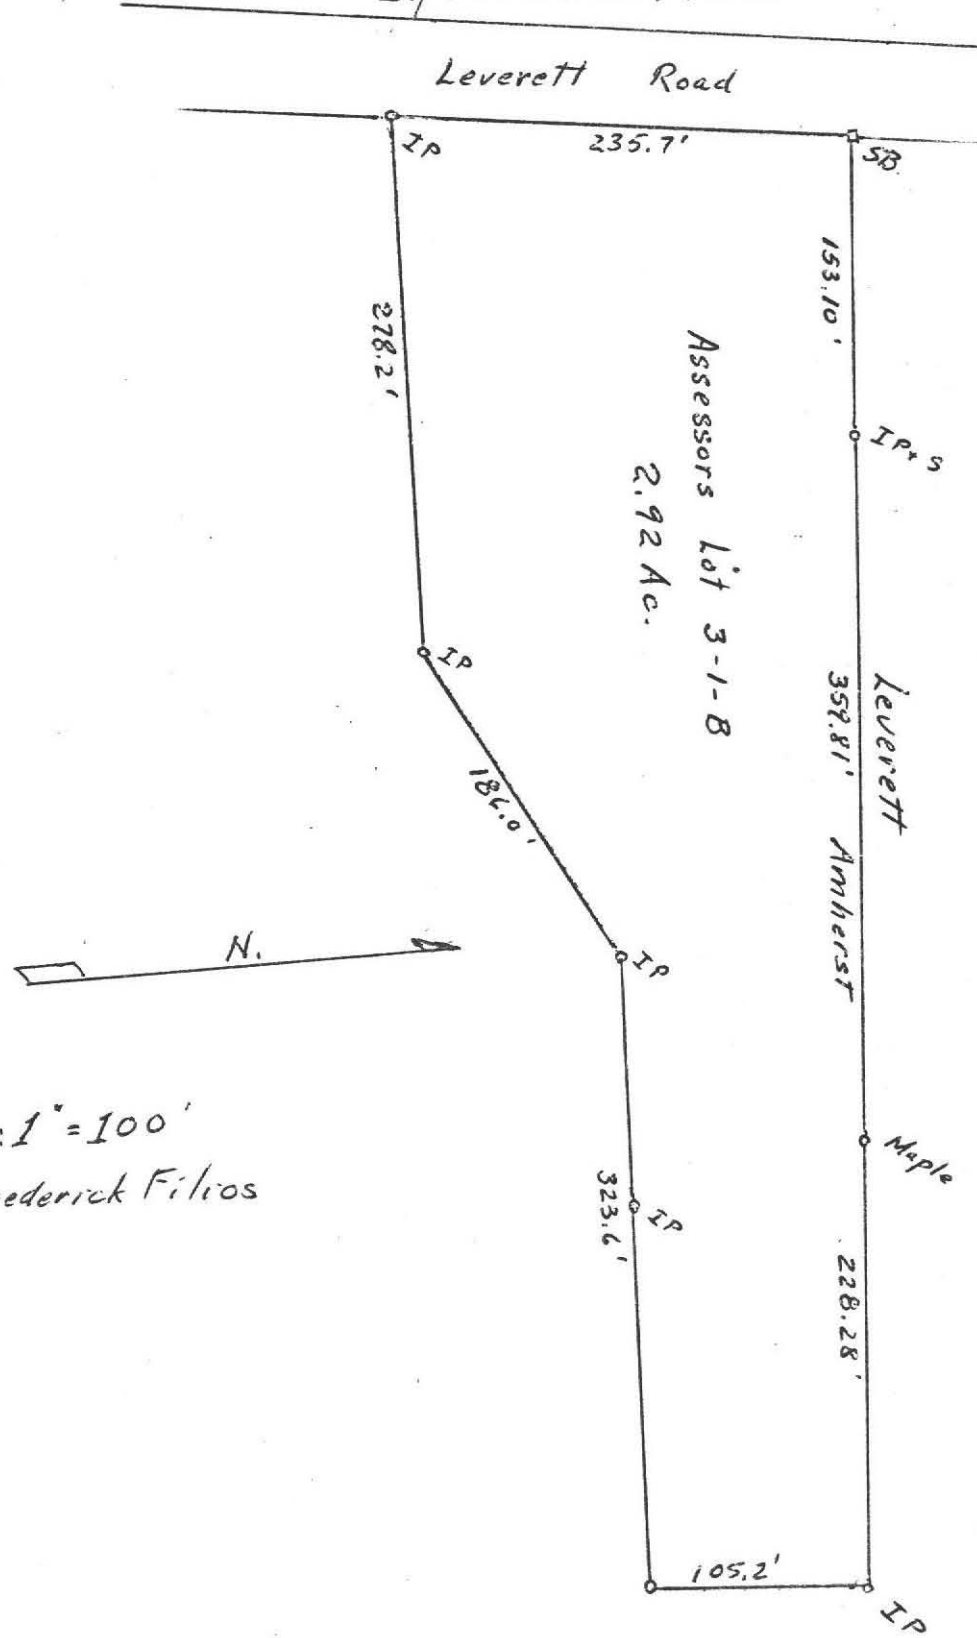 Leverett Road
IP
235.7'
SB.
278.2'
153.10'
IP
Assessors Lot 3-1-B
2.92 Ac.
Leverett
359.81'
Amherst
IP
186.0'
IP
N.
Maple
:1"=100'
ederick Filios
323.6'
IP
228.28'
105.2'
IP